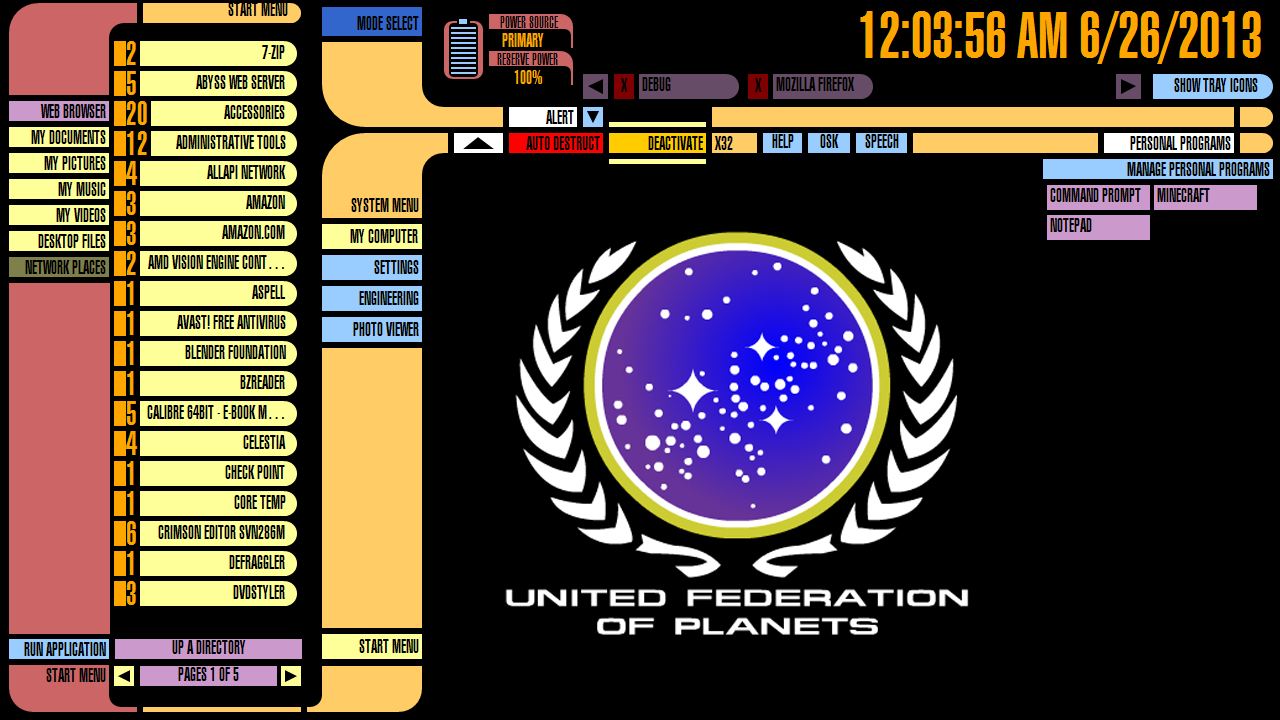 START MENU
2 7-ZIP
5 ABYSS WEB SERVER
20 ACCESSORIES
12 ADMINISTRATIVE TOOLS
4 ALLAPI NETWORK
3 AMAZON
3 AMAZON.COM
2 AMD VISION ENGINE CONT...
1 ASPELL
1 AVAST! FREE ANTIVIRUS
1 BLENDER FOUNDATION
1 BZREADER
5 CALIBRE 64BIT - E-BOOK M...
4 CELESTIA
1 CHECK POINT
1 CORE TEMP
6 CRIMSON EDITOR SVN286M
1 DEFRAGGLER
3 DVDSTYLER
UP A DIRECTORY
PAGES 1 OF 5
WEB BROWSER
MY DOCUMENTS
MY PICTURES
MY MUSIC
MY VIDEOS
DESKTOP FILES
NETWORK PLACES
RUN APPLICATION
START MENU
MODE SELECT
SYSTEM MENU
MY COMPUTER
SETTINGS
ENGINEERING
PHOTO VIEWER
START MENU
POWER SOURCE
PRIMARY
RESERVE POWER
100%
12:03:56 AM 6/26/2013
X DEBUG X MOZILLA FIREFOX SHOW TRAY ICONS
ALERT
AUTO DESTRUCT DEACTIVATE X32 HELP OSK SPEECH PERSONAL PROGRAMS
MANAGE PERSONAL PROGRAMS
COMMAND PROMPT MINECRAFT
NOTEPAD
UNITED FEDERATION
OF PLANETS